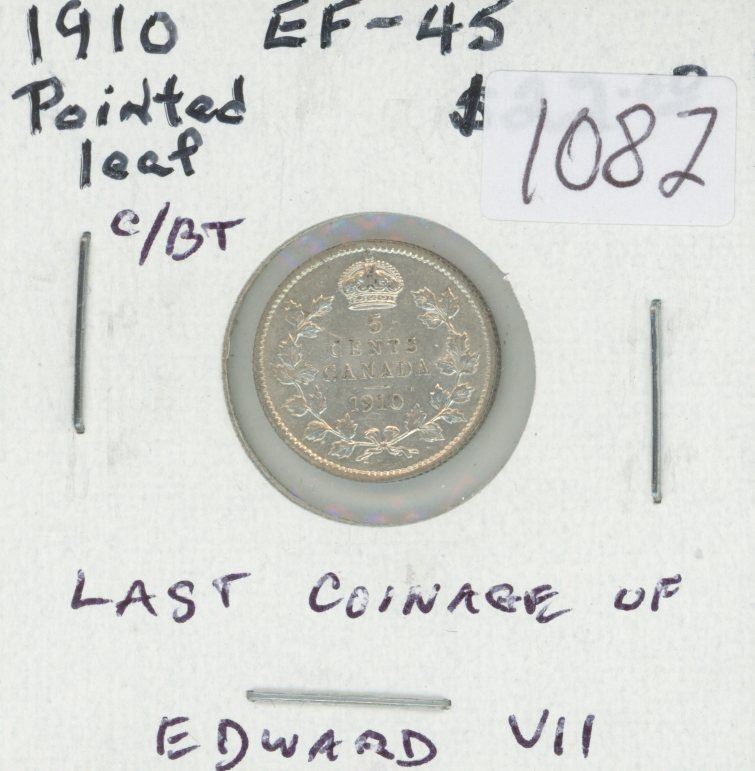 1910 EF-45
Pointed
leaf
$
1082
C/BT
5
CENTS
CANADA
1910
LAST COINAGE OF
EDWARD VII